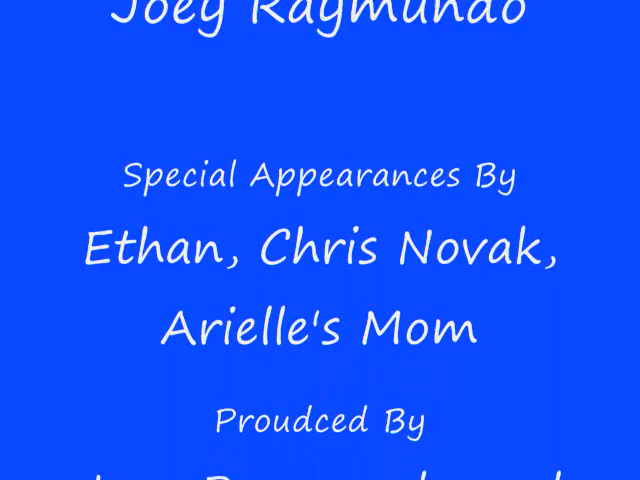 Joey Raymundo
Special Appearances By
Ethan, Chris Novak,
Arielle's Mom
Proudced By